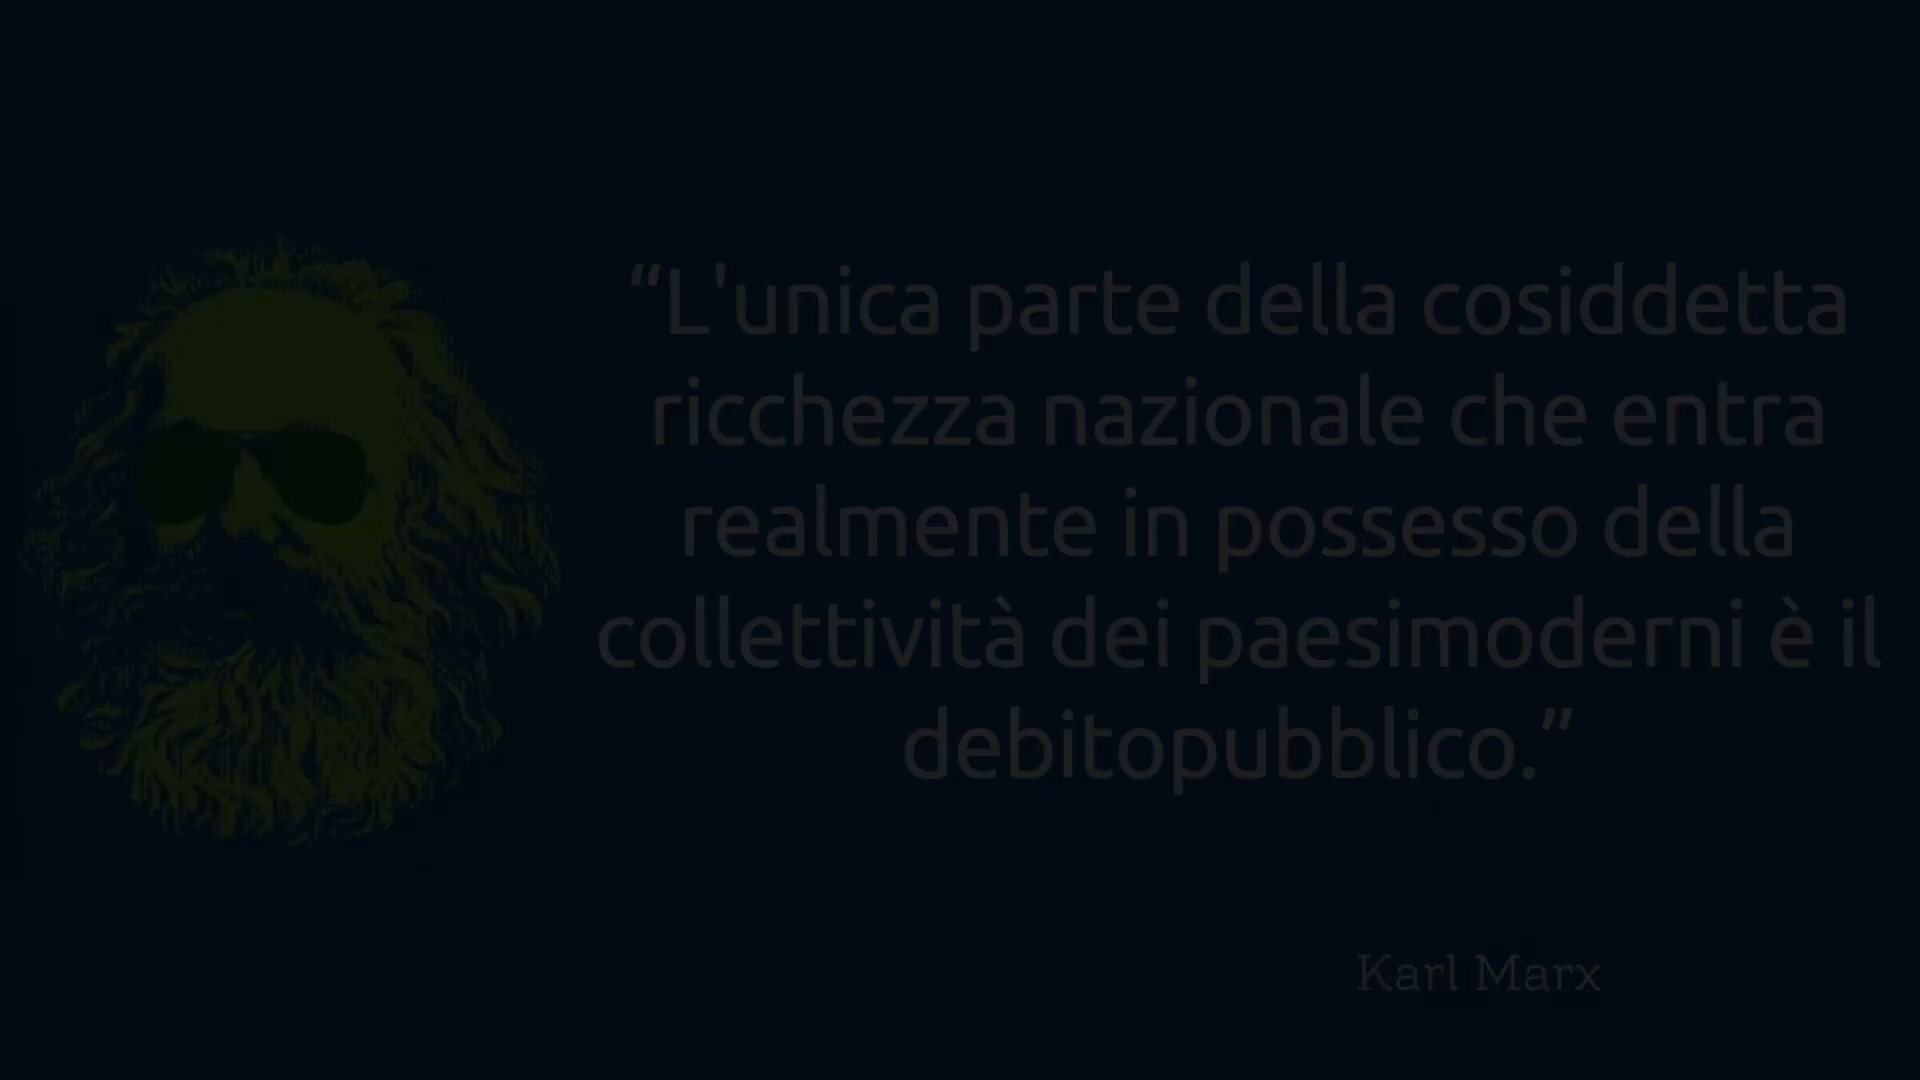 “L'unica parte della cosiddetta
ricchezza nazionale che entra
realmente in possesso della
collettività dei paesimoderni è il
debitopubblico.”
Karl Marx